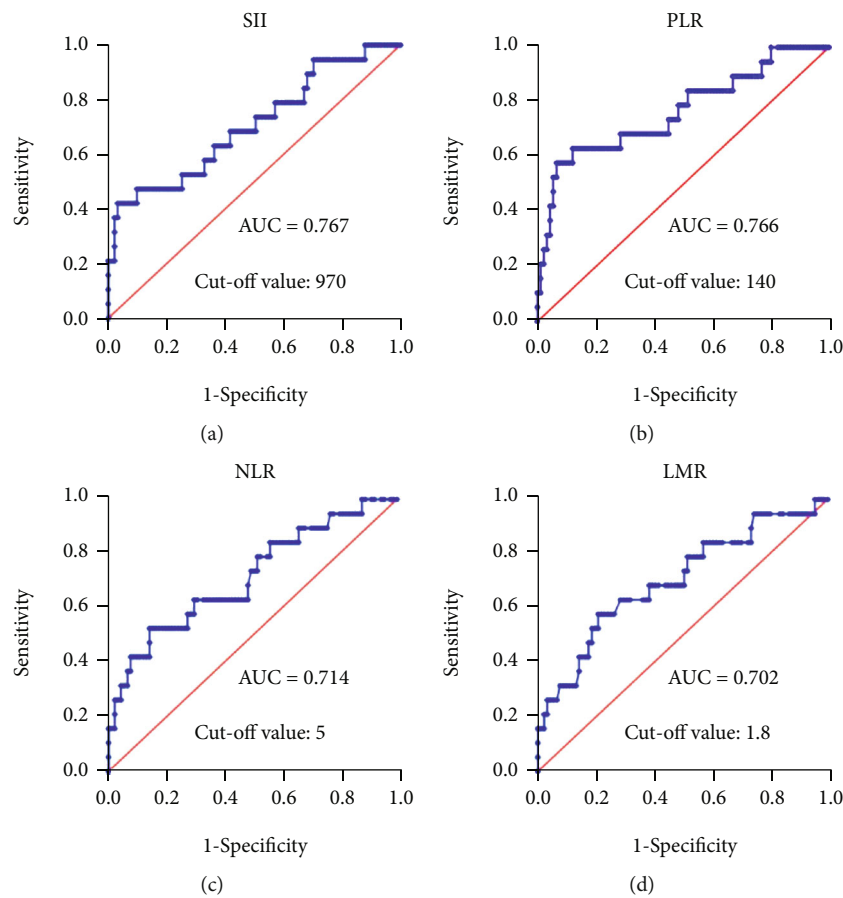 SII
1.0
0.8
0.6
0.4
0.2
0.0
Sensitivity
AUC = 0.767
Cut-off value: 970
0.0 0.2 0.4 0.6 0.8 1.0
1-Specificity
(a)
PLR
1.0
0.8
0.6
0.4
0.2
0.0
Sensitivity
AUC = 0.766
Cut-off value: 140
0.0 0.2 0.4 0.6 0.8 1.0
1-Specificity
(b)
NLR
1.0
0.8
0.6
0.4
0.2
0.0
Sensitivity
AUC = 0.714
Cut-off value: 5
0.0 0.2 0.4 0.6 0.8 1.0
1-Specificity
(c)
LMR
1.0
0.8
0.6
0.4
0.2
0.0
Sensitivity
AUC = 0.702
Cut-off value: 1.8
0.0 0.2 0.4 0.6 0.8 1.0
1-Specificity
(d)